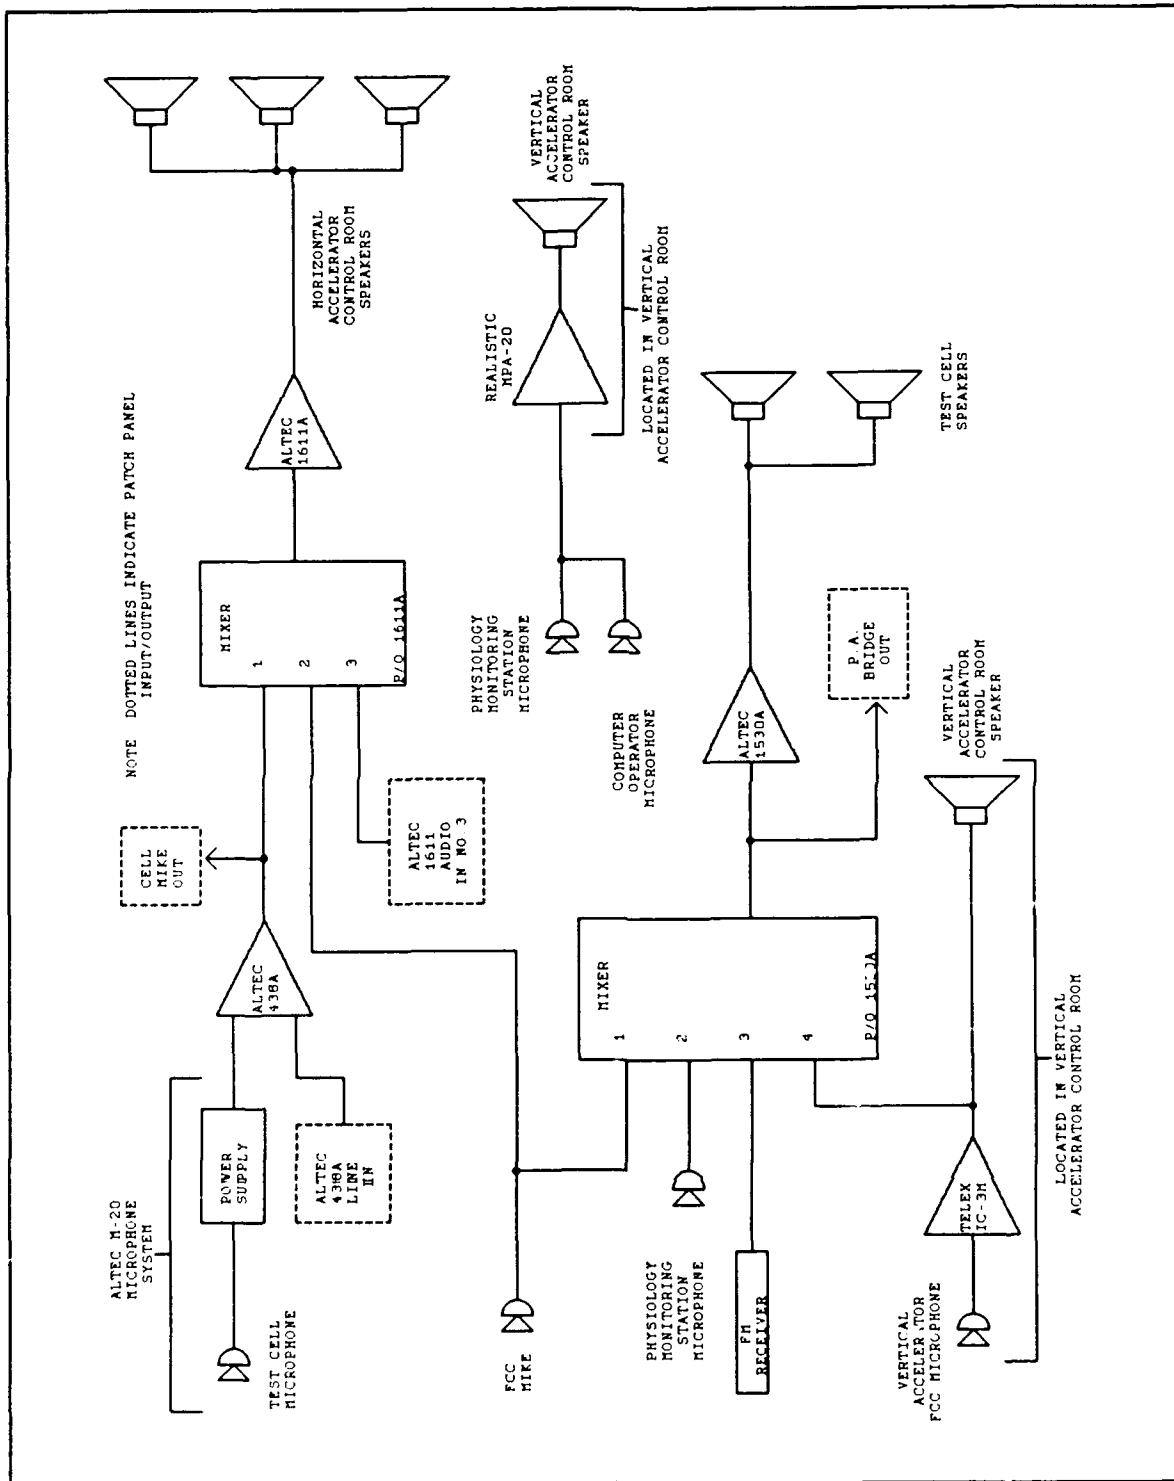 NOTE DOTTED LINES INDICATE PATCH PANEL
INPUT/OUTPUT
ALTEC M-20
MICROPHONE
SYSTEM
TEST CELL
MICROPHONE
POWER
SUPPLY
ALTEC
438A
LINE
IN
ALTEC
438A
CELL
MIKE
OUT
MIXER
1
2
3
P/O 1611A
ALTEC
1611
AUDIO
IN NO.3
ALTEC
1611A
HORIZONTAL
ACCELERATOR
CONTROL ROOM
SPEAKERS
PHYSIOLOGY
MONITORING
STATION
MICROPHONE
COMPUTER
OPERATOR
MICROPHONE
REALISTIC
MPA-20
VERTICAL
ACCELERATOR
CONTROL ROOM
SPEAKER
LOCATED IN VERTICAL
ACCELERATOR CONTROL ROOM
FCC
MIKE
PHYSIOLOGY
MONITORING
STATION
MICROPHONE
FM
RECEIVER
MIXER
1
2
3
4
P/O
ALTEC
1530A
P.A.
BRIDGE
OUT
TEST CELL
SPEAKERS
VERTICAL
ACCELERATOR
FCC MICROPHONE
TELEX
IC-3M
VERTICAL
ACCELERATOR
CONTROL ROOM
SPEAKER
LOCATED IN VERTICAL
ACCELERATOR CONTROL ROOM